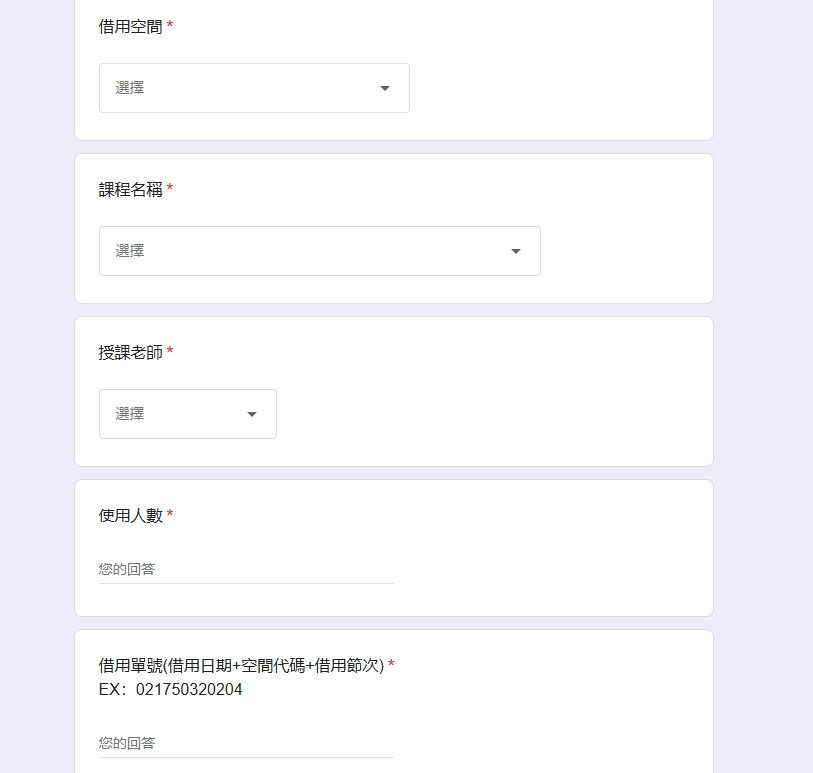 借用空間 *
選擇
課程名稱 *
選擇
授課老師 *
選擇
使用人數 *
您的回答
借用單號(借用日期+空間代碼+借用節次) *
EX：021750320204
您的回答